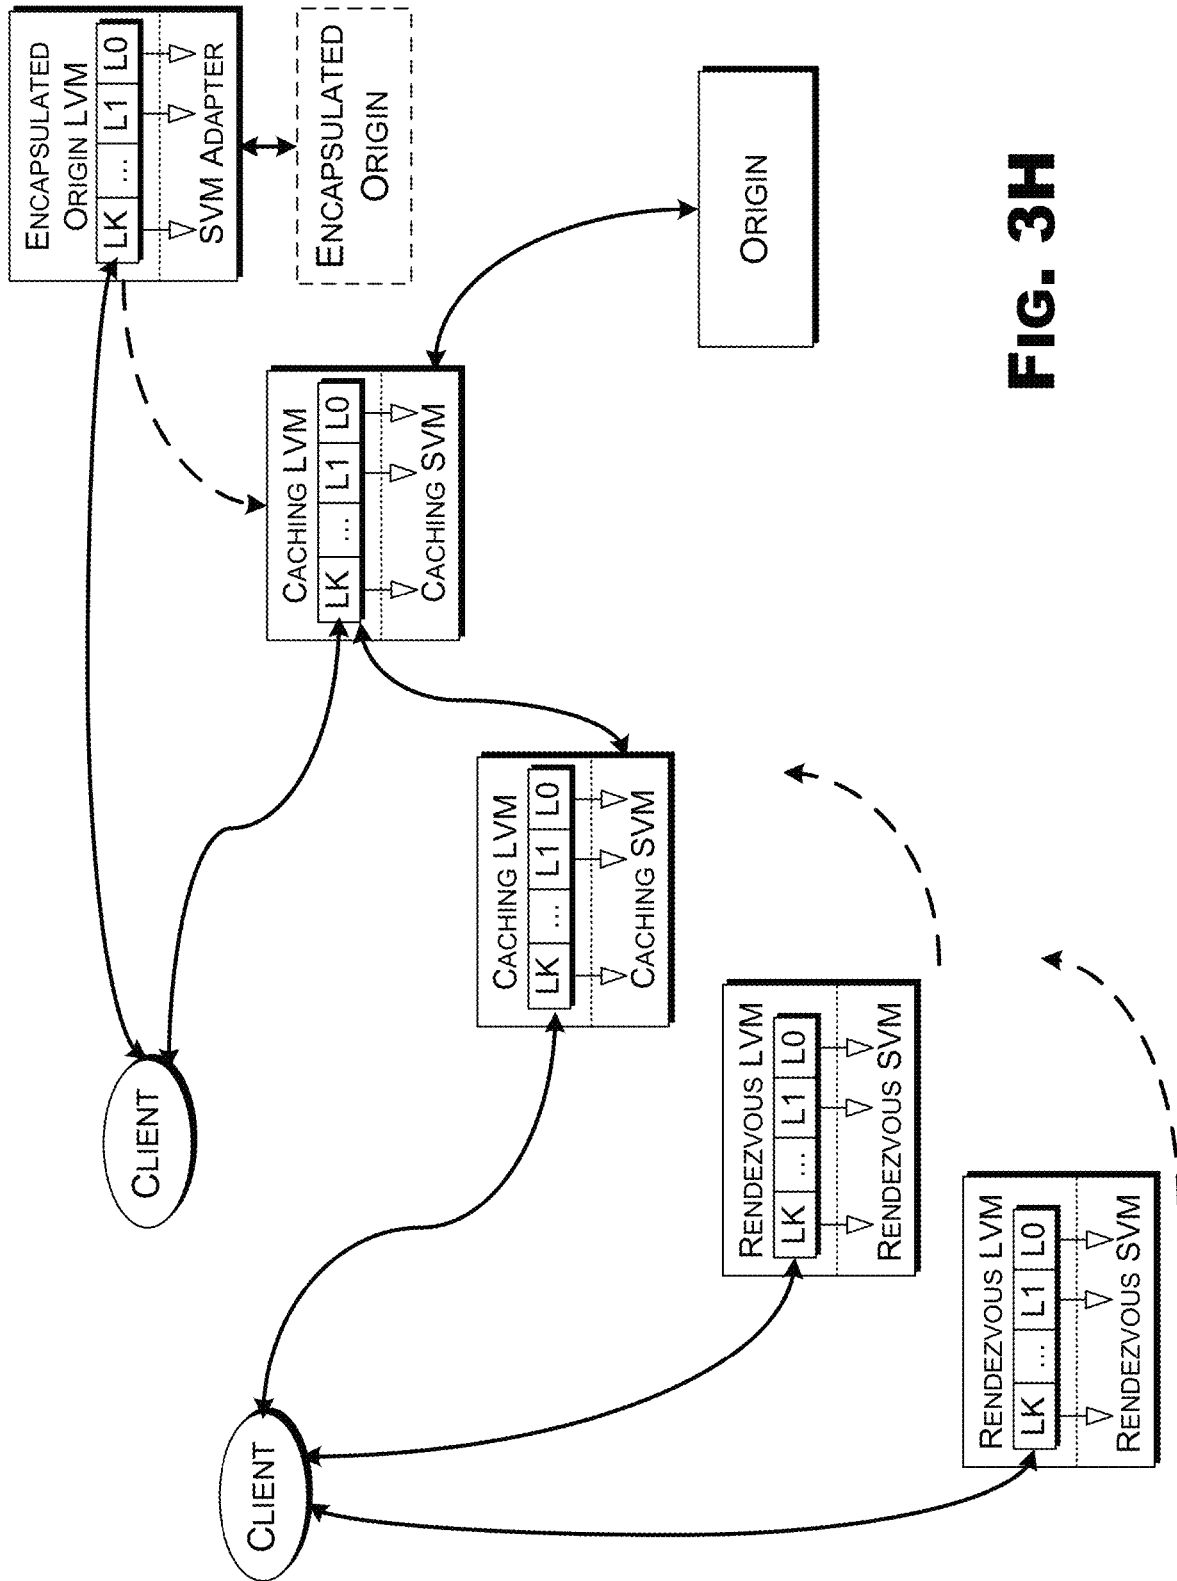 ENCAPSULATED
ORIGIN LVM
LK ... L1 L0
SVM ADAPTER
CLIENT
CLIENT
CACHING LVM
LK ... L1 L0
CACHING SVM
ENCAPSULATED
ORIGIN
CACHING LVM
LK ... L1 L0
CACHING SVM
RENDEZVOUS LVM
LK ... L1 L0
RENDEZVOUS SVM
ORIGIN
RENDEZVOUS LVM
LK ... L1 L0
RENDEZVOUS SVM
FIG. 3H